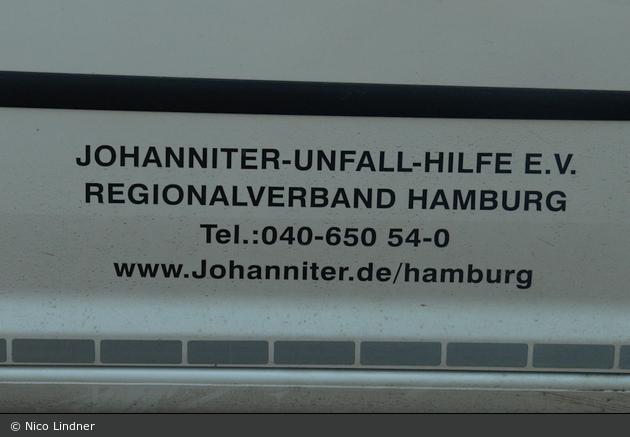 JOHANNITER-UNFALL-HILFE E.V.
REGIONALVERBAND HAMBURG
Tel.:040-650 54-0
www.Johanniter.de/hamburg
© Nico Lindner